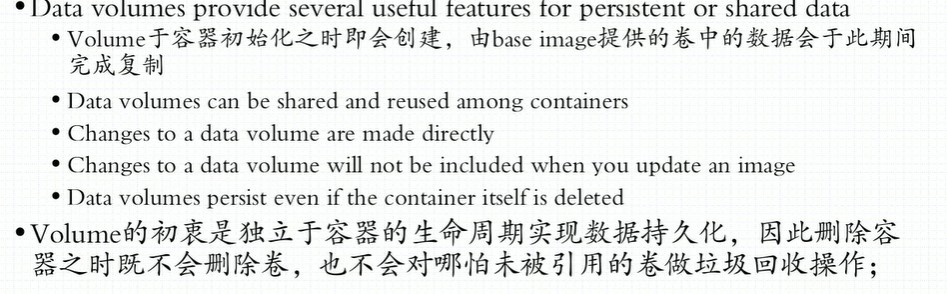 •Data volumes provide several useful features for persistent or shared data
•Volume于容器初始化之时即会创建，由base image提供的卷中的数据会于此期间
完成复制
•Data volumes can be shared and reused among containers
•Changes to a data volume are made directly
•Changes to a data volume will not be included when you update an image
•Data volumes persist even if the container itself is deleted
•Volume的初衷是独立于容器的生命周期实现数据持久化，因此删除容
器之时既不会删除卷，也不会对哪怕未被引用的卷做垃圾回收操作；